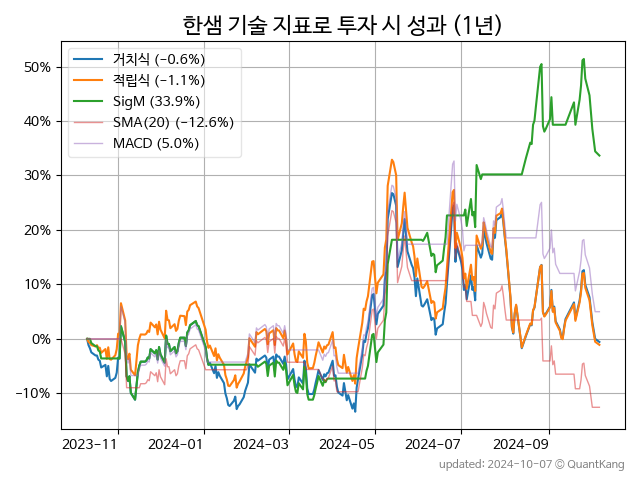 한샘 기술 지표로 투자 시 성과 (1년)
거치식 (−0.6%)
적립식 (−1.1%)
SigM (33.9%)
SMA(20) (−12.6%)
MACD (5.0%)
50%
40%
30%
20%
10%
0%
−10%
2023-11
2024-01
2024-03
2024-05
2024-07
2024-09
updated: 2024-10-07 © QuantKang